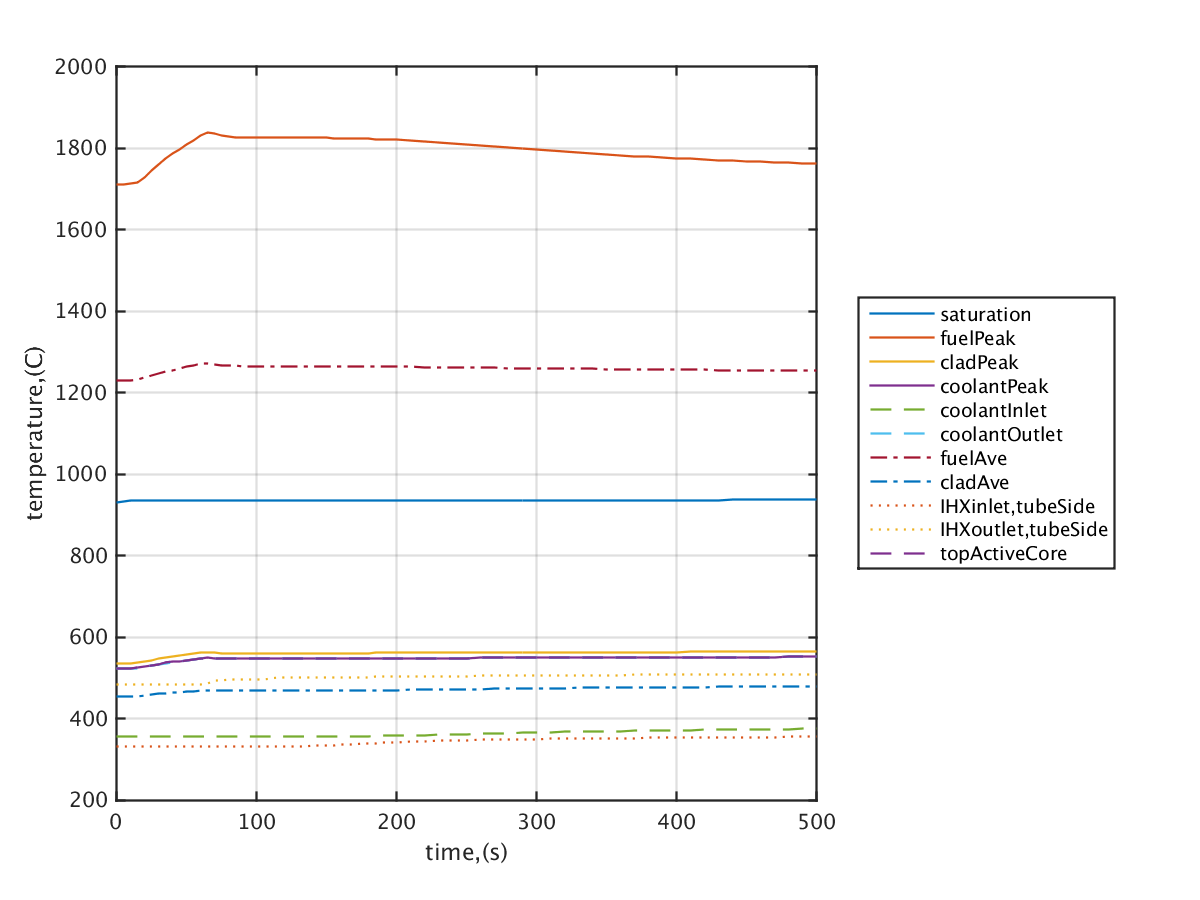 2000
1800
1600
1400
1200
1000
800
600
400
200
temperature,(C)
0 100 200 300 400 500
time,(s)
saturation
fuelPeak
cladPeak
coolantPeak
coolantInlet
coolantOutlet
fuelAve
cladAve
IHXinlet,tubeSide
IHXoutlet,tubeSide
topActiveCore